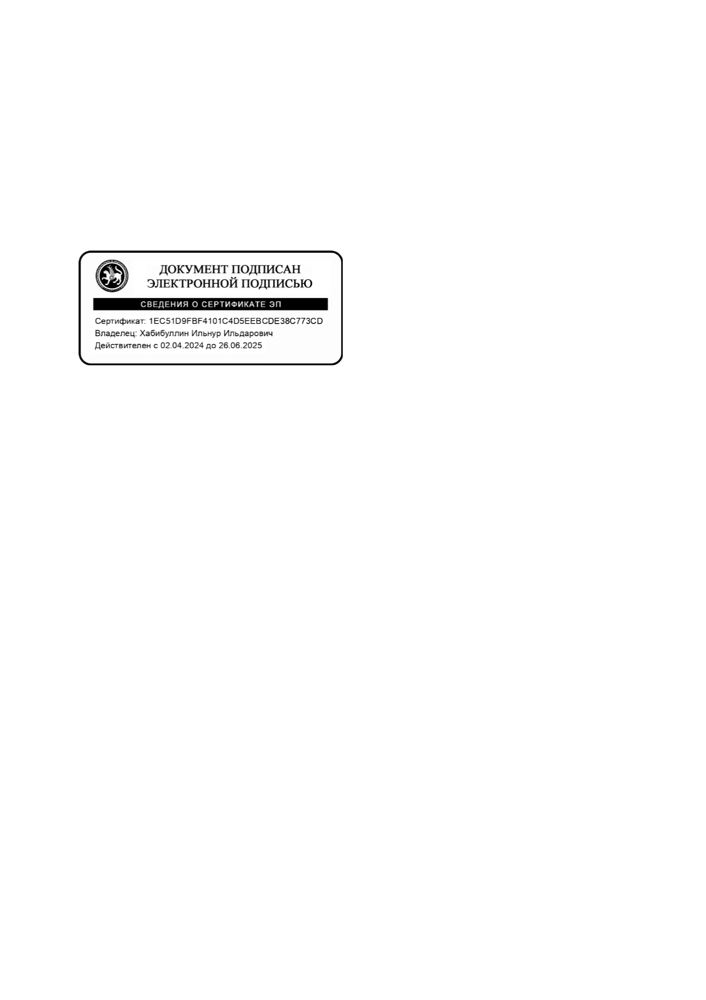 ДОКУМЕНТ ПОДПИСАН
ЭЛЕКТРОННОЙ ПОДПИСЬЮ
СВЕДЕНИЯ О СЕРТИФИКАТЕ ЭП
Сертификат: 1EC51D9FBF4101C4D5EEBCDE38C773CD
Владелец: Хабибуллин Ильнур Ильдарович
Действителен с 02.04.2024 до 26.06.2025